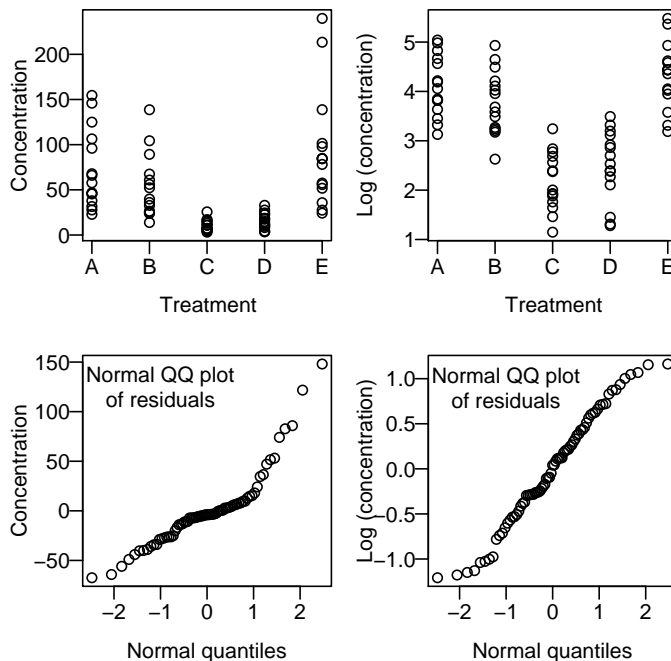 Concentration
200
150
100
50
0
A B C D E
Treatment
Log (concentration)
5
4
3
2
1
A B C D E
Treatment
Normal QQ plot
of residuals
Concentration
150
100
50
0
−50
−2 −1 0 1 2
Normal quantiles
Normal QQ plot
of residuals
Log (concentration)
1.0
0.5
0.0
−0.5
−1.0
−2 −1 0 1 2
Normal quantiles